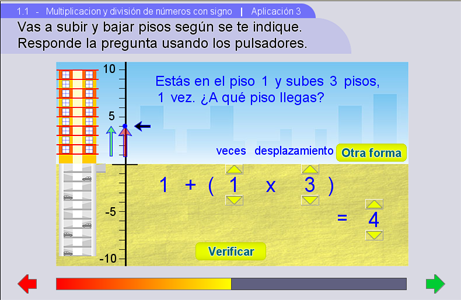 1.1 - Multiplicacion y división de números con signo | Aplicación 3
Vas a subir y bajar pisos según se te indique.
Responde la pregunta usando los pulsadores.
10
Estás en el piso 1 y subes 3 pisos,
1 vez. ¿A qué piso llegas?
5
veces desplazamiento Otra forma
1 + ( 1 x 3 )
-5
= 4
Verificar
-10